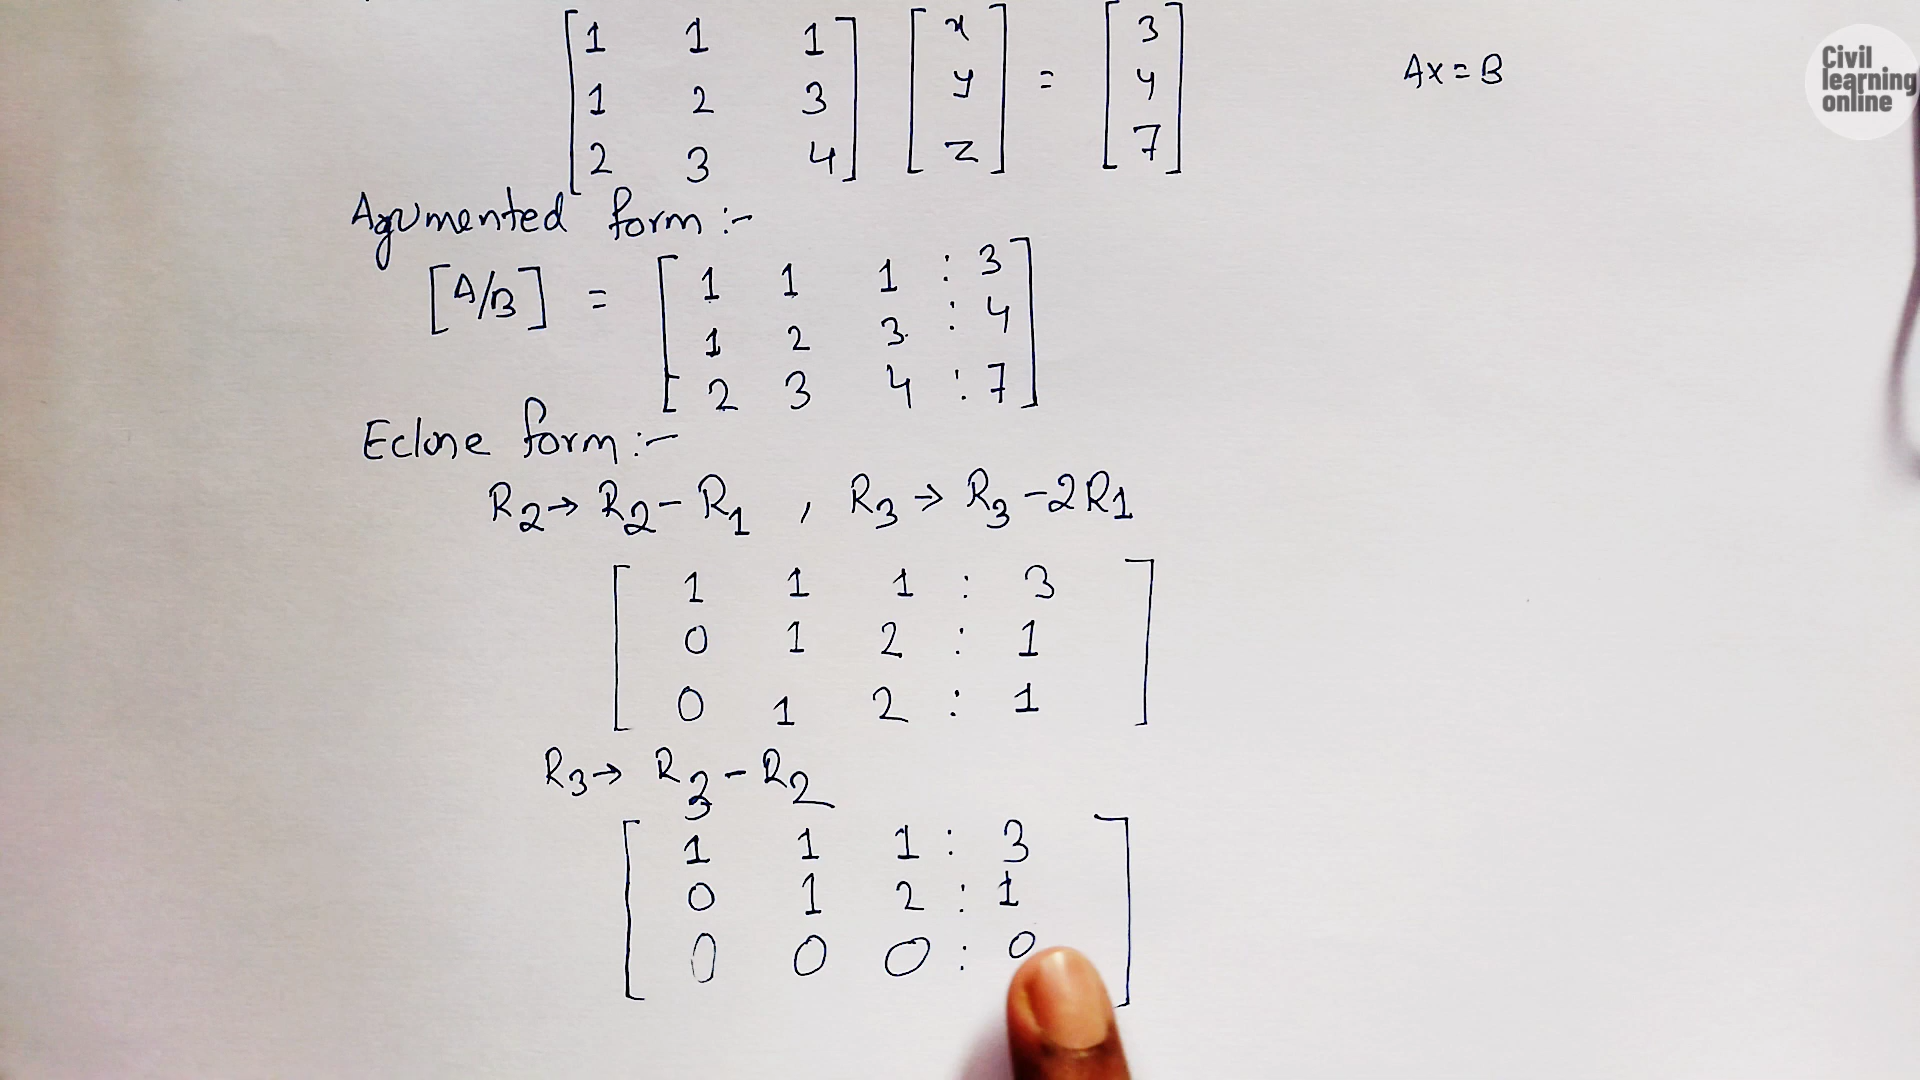 1 1 1 x 3
1 2 3 y = 4 Ax = B
2 3 4 z 7
Civil
learning
online
Agumented form :-
[A/B] = 1 1 1 : 3
1 2 3 : 4
2 3 4 : 7
Eclone form :-
R2 → R2 - R1 , R3 → R3 - 2R1
1 1 1 : 3
0 1 2 : 1
0 1 2 : 1
R3 → R3 - R2
1 1 1 : 3
0 1 2 : 1
0 0 0 : 0